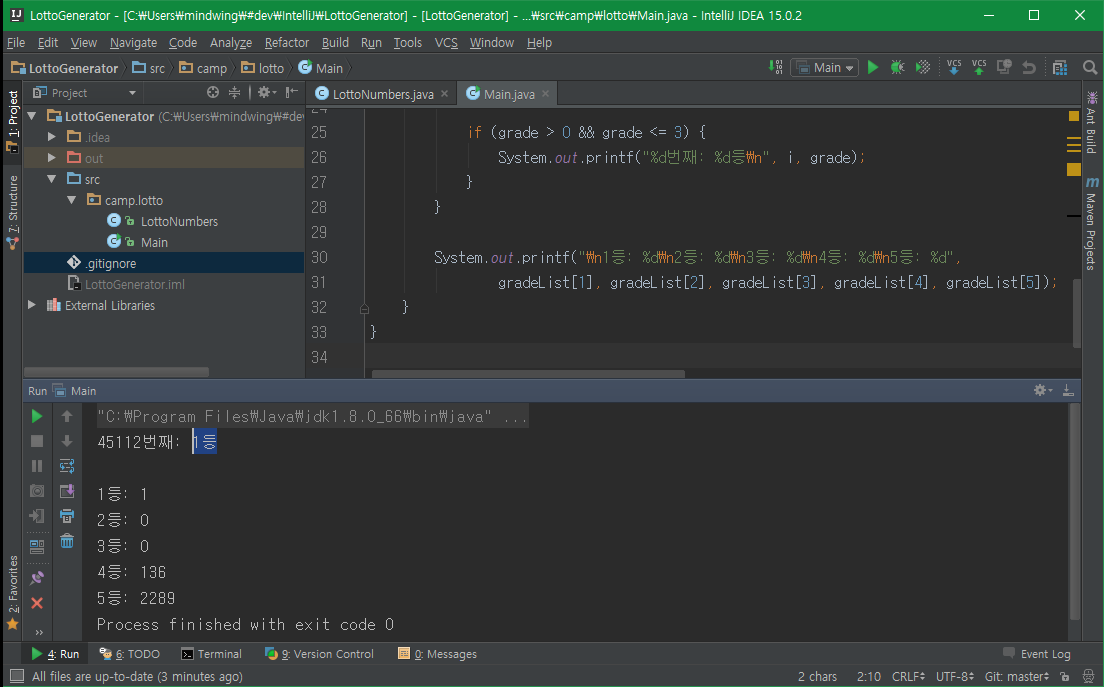 LottoGenerator - [C:₩Users₩mindwing₩#dev₩IntelliJ₩LottoGenerator] - [LottoGenerator] - ...₩src₩camp₩lotto₩Main.java - IntelliJ IDEA 15.0.2
File Edit View Navigate Code Analyze Refactor Build Run Tools VCS Window Help
LottoGenerator src camp lotto Main Main VCS VCS
1: Project
7: Structure
2: Favorites
Project
LottoGenerator (C:₩Users₩mindwing₩#de
.idea
out
src
camp.lotto
LottoNumbers
Main
.gitignore
LottoGenerator.iml
External Libraries
LottoNumbers.java Main.java
24
25 if (grade > 0 && grade <= 3) {
26 System.out.printf("%d번째: %d등₩n", i, grade);
27 }
28 }
29
30 System.out.printf("₩n1등: %d₩n2등: %d₩n3등: %d₩n4등: %d₩n5등: %d",
31 gradeList[1], gradeList[2], gradeList[3], gradeList[4], gradeList[5]);
32 }
33 }
34
Ant Build
Maven Projects
Run Main
"C:₩Program Files₩Java₩jdk1.8.0_66₩bin₩java" ...
45112번째: 1등
1등: 1
2등: 0
3등: 0
4등: 136
5등: 2289
Process finished with exit code 0
4: Run 6: TODO Terminal 9: Version Control 0: Messages Event Log
All files are up-to-date (3 minutes ago) 2 chars 2:10 CRLF UTF-8 Git: master